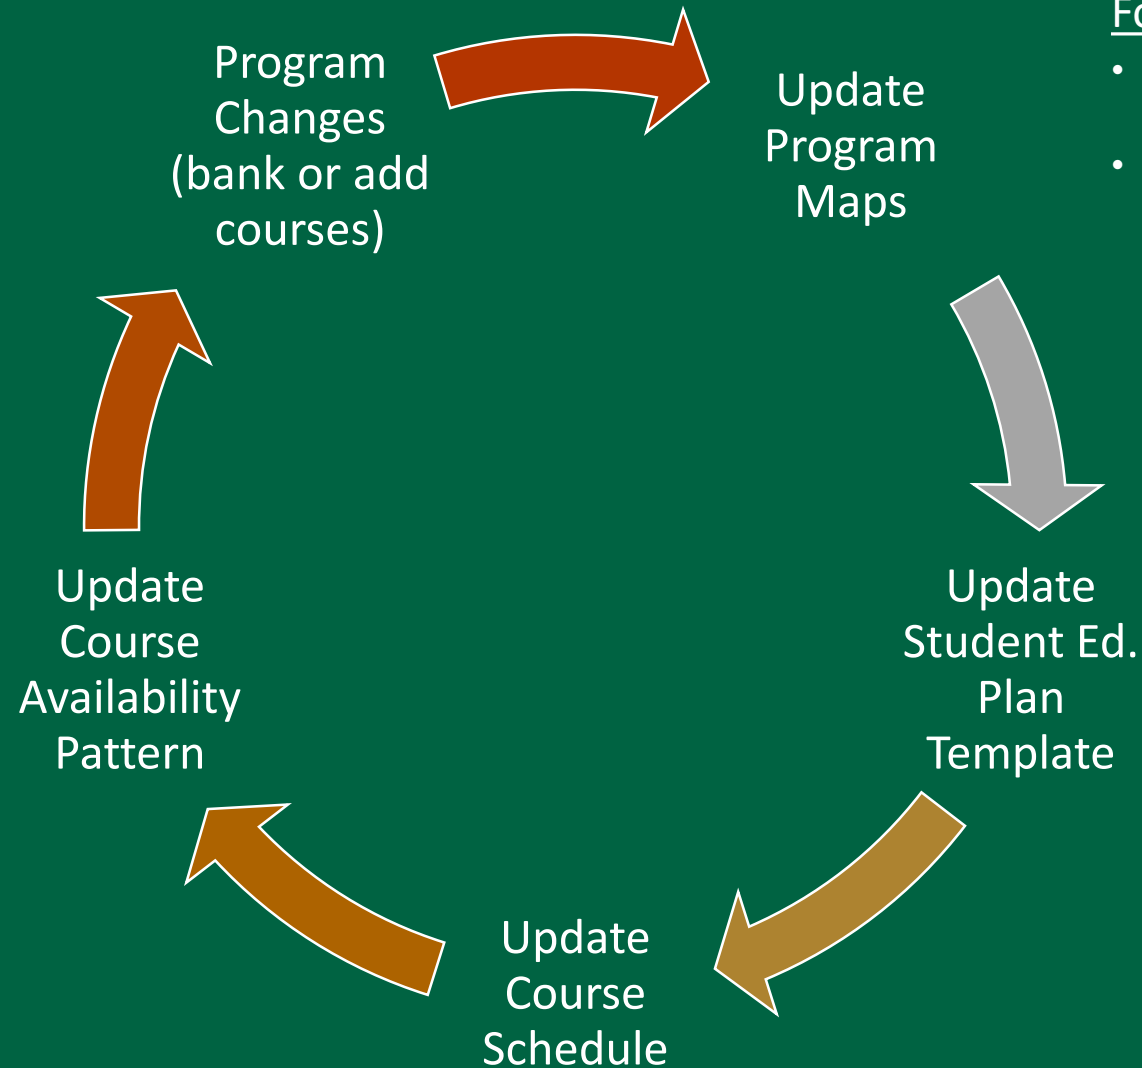 Program
Changes
(bank or add
courses)
Update
Program
Maps
Update
Student Ed.
Plan
Template
Update
Course
Schedule
Update
Course
Availability
Pattern